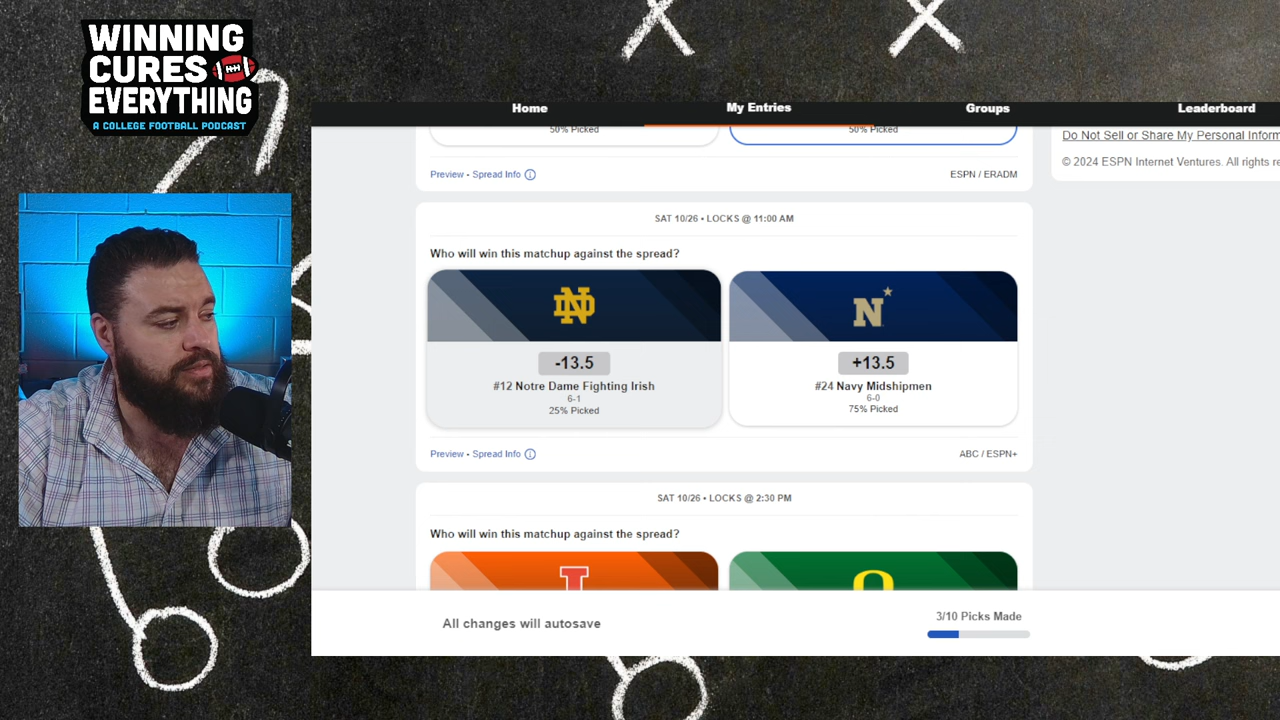 WINNING
CURES
EVERYTHING
A COLLEGE FOOTBALL PODCAST
Home
My Entries
Groups
Leaderboard
50% Picked
50% Picked
Preview • Spread Info
ESPN / ERADM
Do Not Sell or Share My Personal Inform
© 2024 ESPN Internet Ventures. All rights re
SAT 10/26 • LOCKS @ 11:00 AM
Who will win this matchup against the spread?
ND
N
-13.5
#12 Notre Dame Fighting Irish
6-1
25% Picked
+13.5
#24 Navy Midshipmen
6-0
75% Picked
Preview • Spread Info
ABC / ESPN+
SAT 10/26 • LOCKS @ 2:30 PM
Who will win this matchup against the spread?
I
O
All changes will autosave
3/10 Picks Made